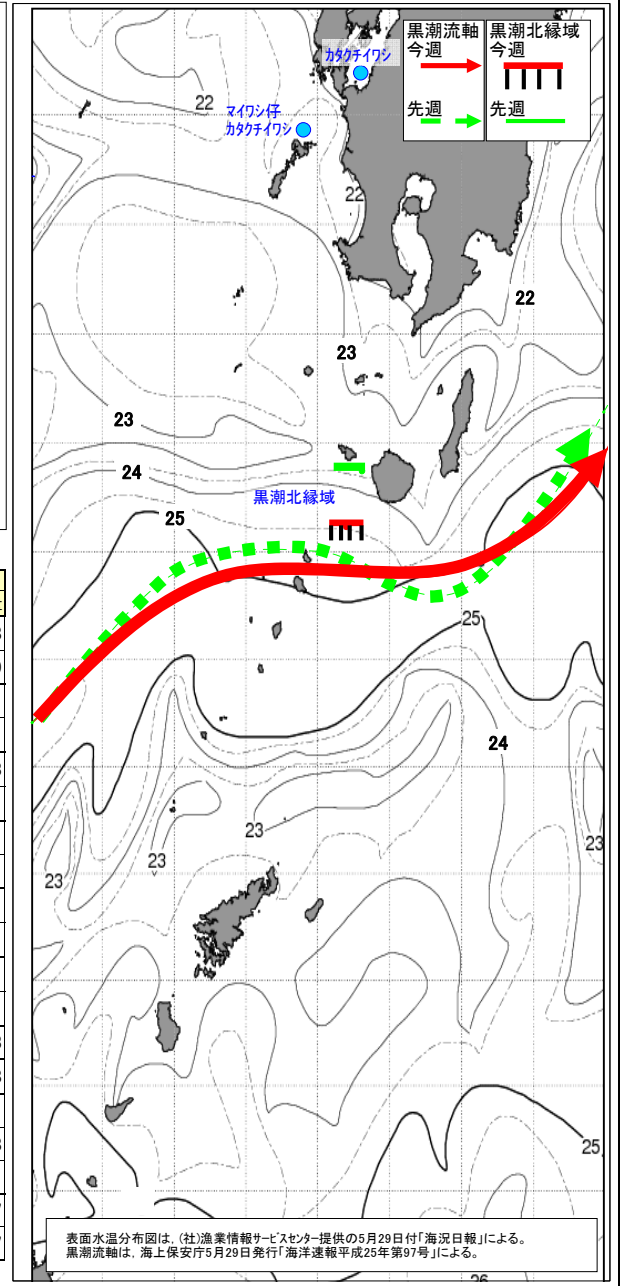 黒潮流軸
今週
先週
黒潮北縁域
今週
先週
カタクチイワシ
マイワシ仔
カタクチイワシ
22
22
22
23
23
24
25
黒潮北縁域
25
24
23
23
23
23
25
表面水温分布図は，(社)漁業情報サービスセンター提供の5月29日付「海況日報」による。
黒潮流軸は，海上保安庁5月29日発行「海洋速報平成25年第97号」による。